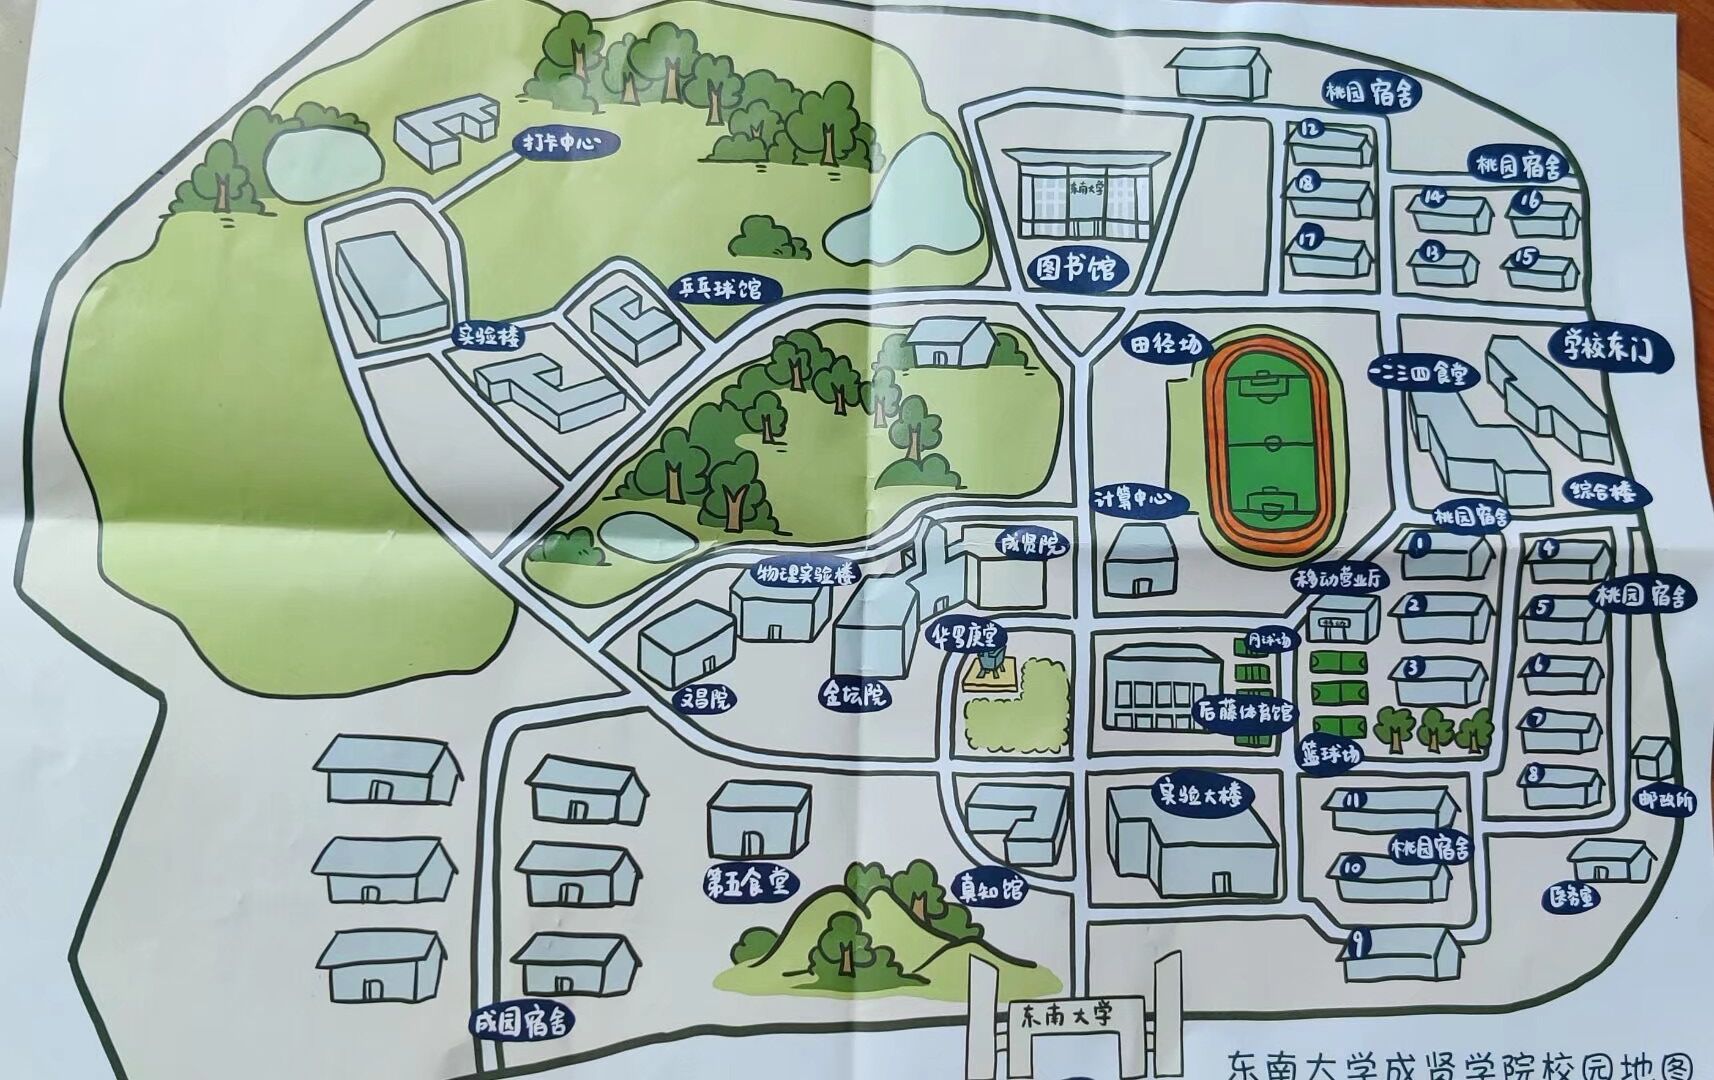 桃园宿舍
12
打卡中心
桃园宿舍
东南大学
18
14
16
17
13
15
图书馆
乒乓球馆
实验楼
田径场
学校东门
一二三四食堂
计算中心
综合楼
桃园宿舍
成贤院
1
4
物理实验楼
移动营业厅
桃园宿舍
2
5
华罗庚堂
网球场
3
6
文昌院
金坛院
后藤体育馆
7
篮球场
8
实验大楼
11
邮政所
桃园宿舍
第五食堂
真知馆
10
医务室
9
成园宿舍
东南大学
东南大学成贤学院校园地图